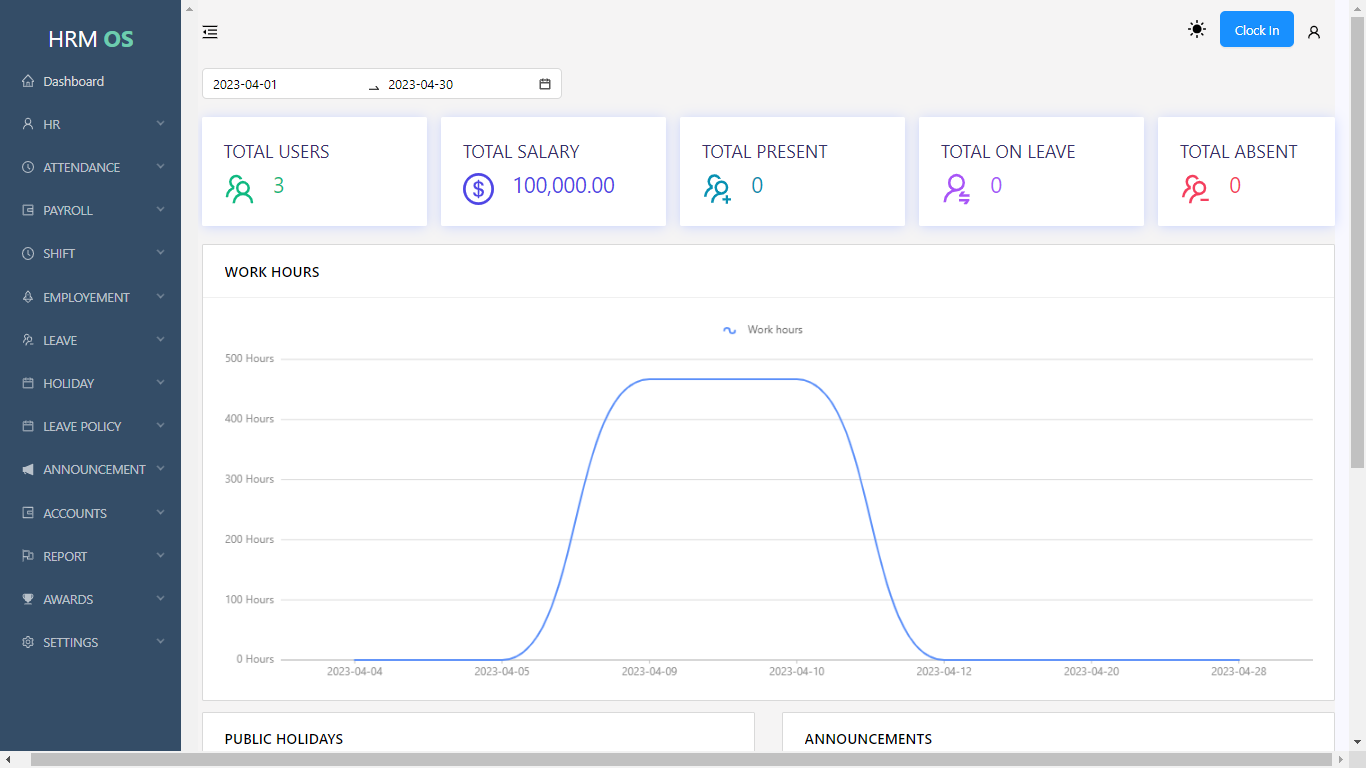 HRM OS
Dashboard
HR
ATTENDANCE
PAYROLL
SHIFT
EMPLOYEMENT
LEAVE
HOLIDAY
LEAVE POLICY
ANNOUNCEMENT
ACCOUNTS
REPORT
AWARDS
SETTINGS
Clock In
2023-04-01 2023-04-30
TOTAL USERS
3
TOTAL SALARY
100,000.00
TOTAL PRESENT
0
TOTAL ON LEAVE
0
TOTAL ABSENT
0
WORK HOURS
Work hours
500 Hours
400 Hours
300 Hours
200 Hours
100 Hours
0 Hours
2023-04-04 2023-04-05 2023-04-09 2023-04-10 2023-04-12 2023-04-20 2023-04-28
PUBLIC HOLIDAYS
ANNOUNCEMENTS